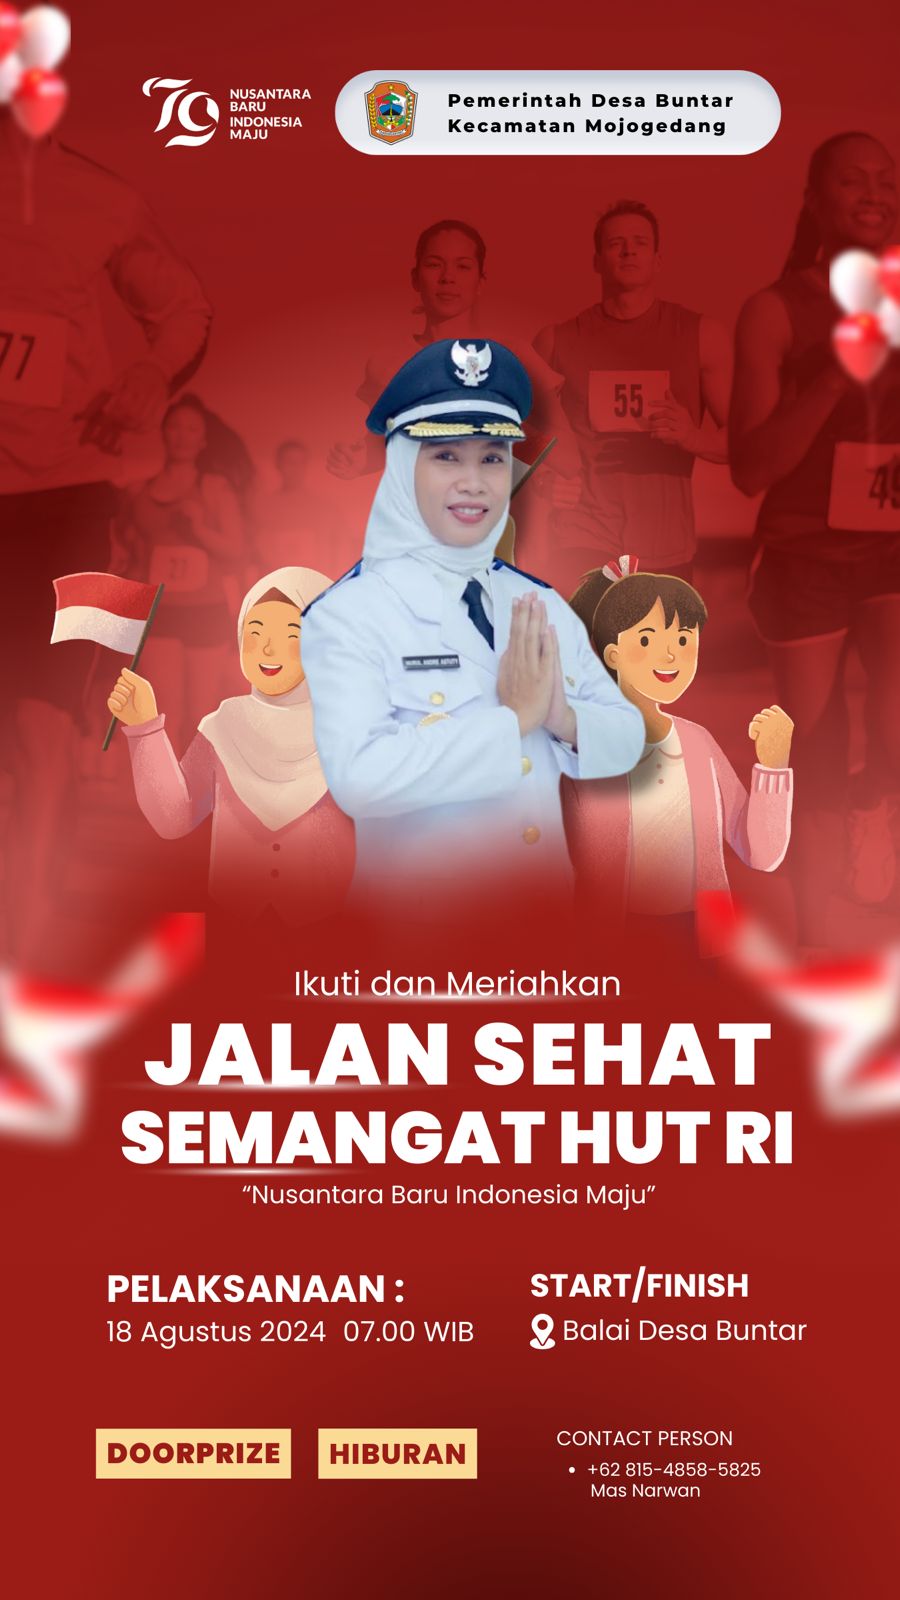 79
NUSANTARA
BARU
INDONESIA
MAJU
Pemerintah Desa Buntar
Kecamatan Mojogedang
77
55
Ikuti dan Meriahkan
JALAN SEHAT
SEMANGAT HUT RI
“Nusantara Baru Indonesia Maju”
PELAKSANAAN :
18 Agustus 2024 07.00 WIB
START/FINISH
Balai Desa Buntar
DOORPRIZE
HIBURAN
CONTACT PERSON
• +62 815-4858-5825
Mas Narwan